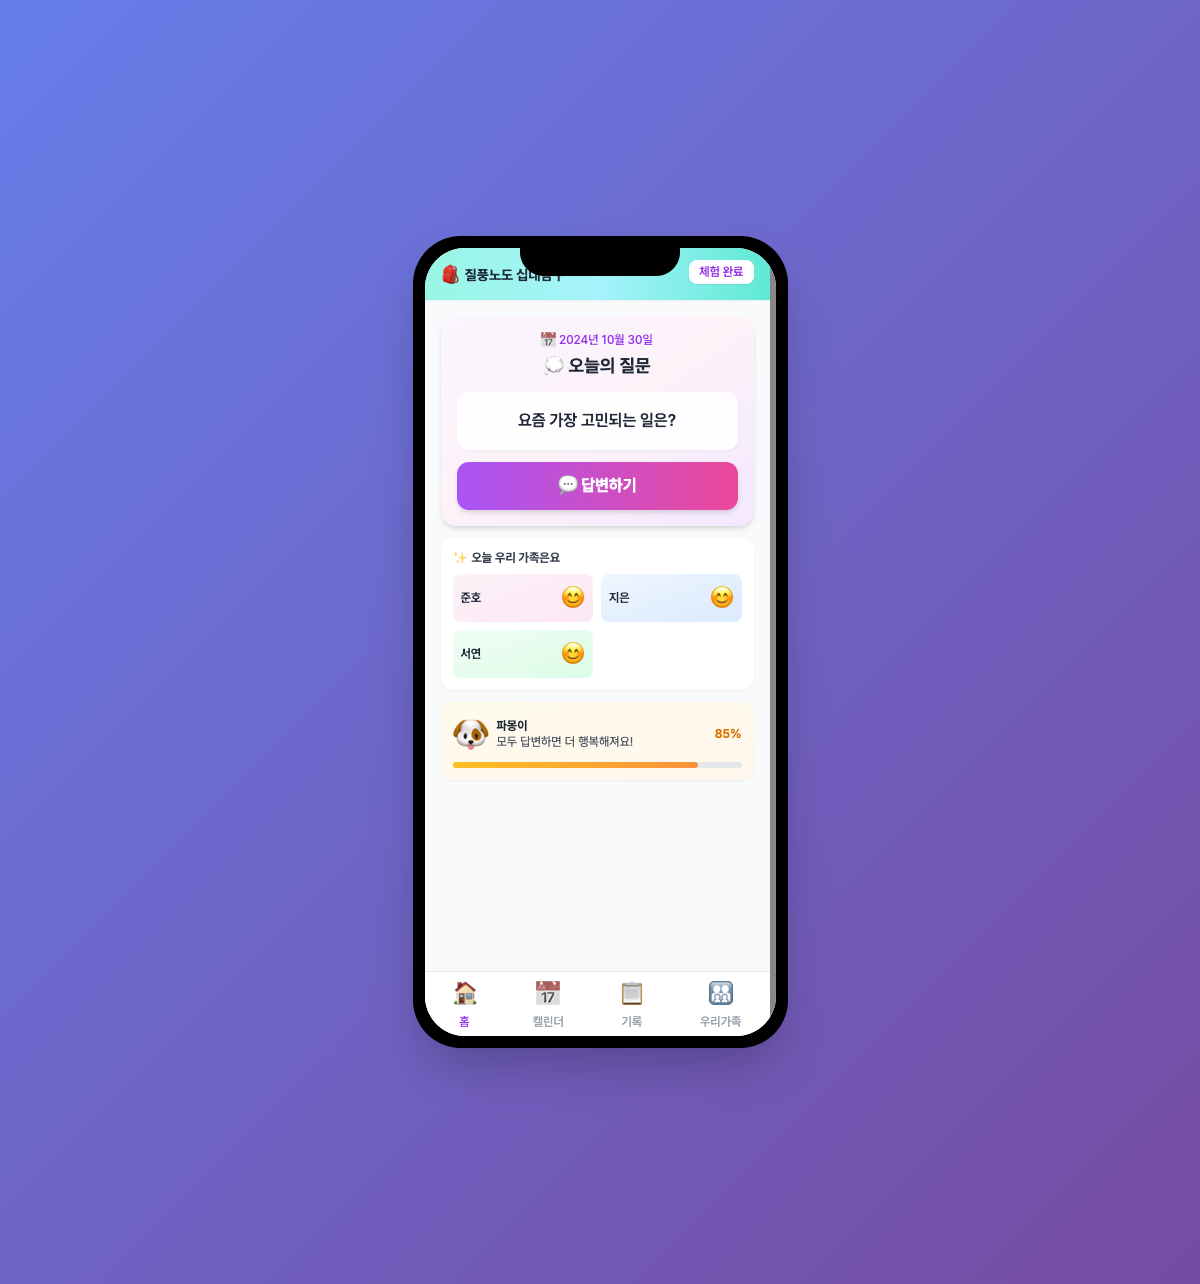 질풍노도
체험 완료
2024년 10월 30일
오늘의 질문
요즘 가장 고민되는 일은?
답변하기
오늘 우리 가족은요
준호
지은
서연
파몽이
모두 답변하면 더 행복해져요!
85%
홈
캘린더
기록
우리가족